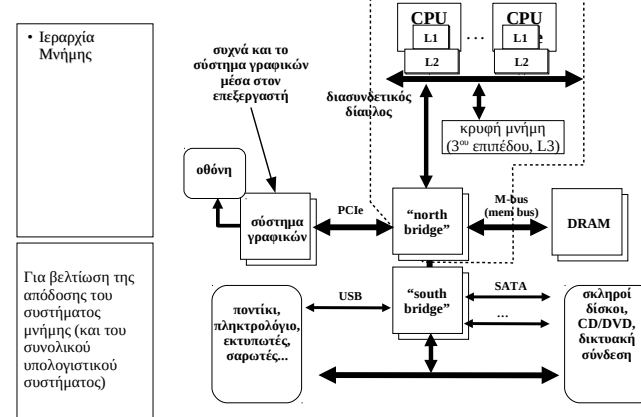 • Ιεραρχία
Μνήμης
Για βελτίωση της
απόδοσης του
συστήματος
μνήμης (και του
συνολικού
υπολογιστικού
συστήματος)
συχνά και το
σύστημα γραφικών
μέσα στον
επεξεργαστή
CPU
L1
L2
…
CPU
L1
L2
διασυνδετικός
δίαυλος
κρυφή μνήμη
(3ου επιπέδου, L3)
οθόνη
σύστημα
γραφικών
PCIe
“north
bridge”
M-bus
(mem bus)
DRAM
ποντίκι,
πληκτρολόγιο,
εκτυπωτές,
σαρωτές...
USB
“south
bridge”
SATA
…
σκληροί
δίσκοι,
CD/DVD,
δικτυακή
σύνδεση